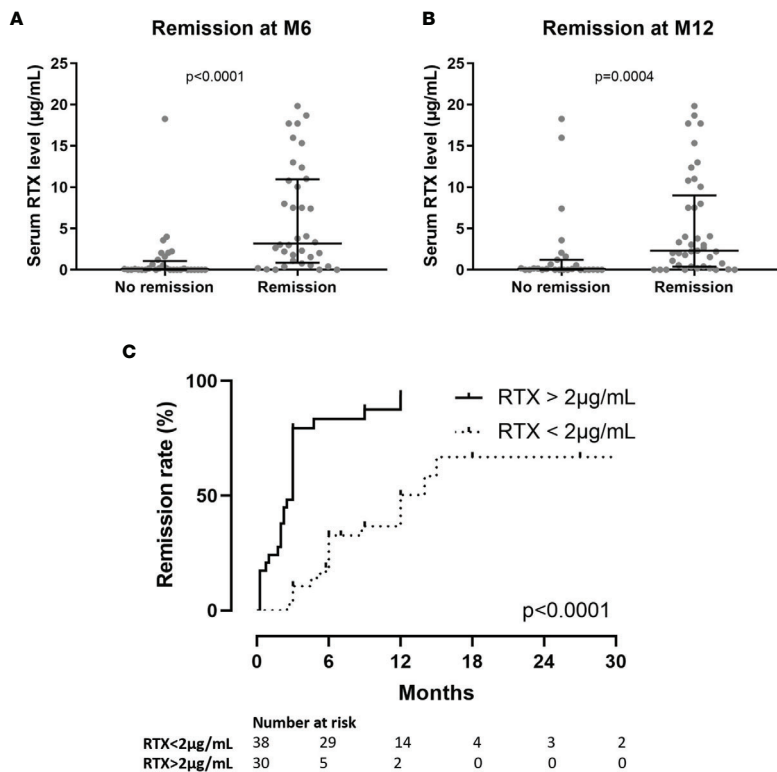 A
Remission at M6
p<0.0001
Serum RTX level (µg/mL)
25
20
15
10
5
0
No remission
Remission
B
Remission at M12
p=0.0004
Serum RTX level (µg/mL)
25
20
15
10
5
0
No remission
Remission
C
Remission rate (%)
100
50
0
RTX > 2µg/mL
RTX < 2µg/mL
p<0.0001
0 6 12 18 24 30
Months
Number at risk
RTX<2µg/mL 38 29 14 4 3 2
RTX>2µg/mL 30 5 2 0 0 0